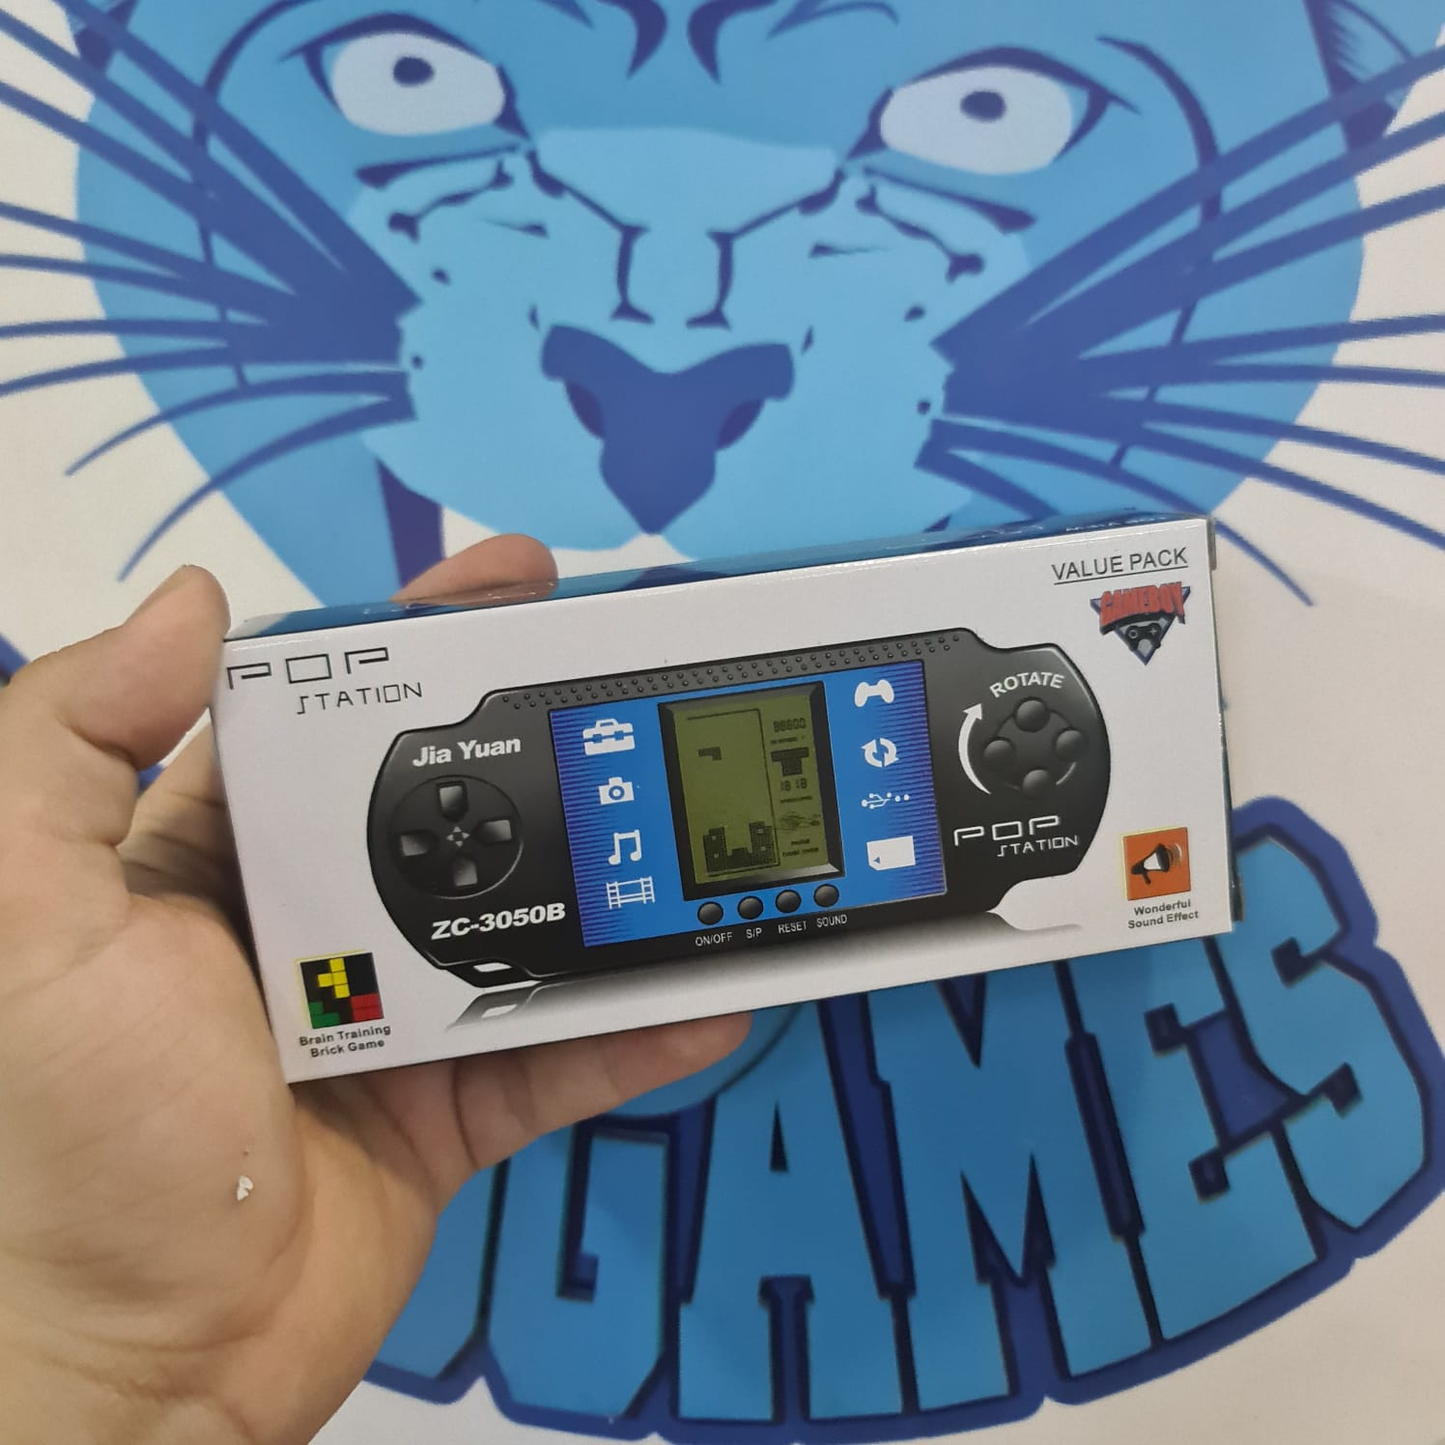 VALUE PACK
GAMEBOY
POP
STATION
Jia Yuan
ROTATE
POP
STATION
ZC-3050B
ON/OFF S/P RESET SOUND
Wonderful
Sound Effect
Brain Training
Brick Game
GAMES